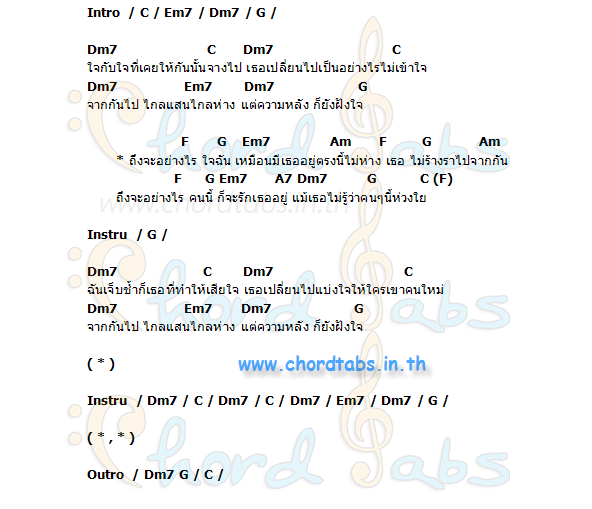 Intro / C / Em7 / Dm7 / G /
Dm7 C Dm7 C
ใจกับใจที่เคยให้กันนั้นจางไป เธอเปลี่ยนไปเป็นอย่างไรไม่เข้าใจ
Dm7 Em7 Dm7 G
จากกันไป ไกลแสนไกลห่าง แต่ความหลัง ก็ยังฝังใจ
F G Em7 Am F G Am
* ถึงจะอย่างไร ใจฉัน เหมือนมีเธออยู่ตรงนี้ไม่ห่าง เธอ ไม่ร้างราไปจากกัน
F G Em7 A7 Dm7 G C (F)
ถึงจะอย่างไร คนนี้ ก็จะรักเธออยู่ แม้เธอไม่รู้ว่าคนๆนี้ห่วงใย
www.chordtabs.in.th
Instru / G /
Dm7 C Dm7 C
ฉันเจ็บช้ำก็เธอที่ทำให้เสียใจ เธอเปลี่ยนไปแบ่งใจให้ใครเขาคนใหม่
Dm7 Em7 Dm7 G
จากกันไป ไกลแสนไกลห่าง แต่ความหลัง ก็ยังฝังใจ
( * ) www.chordtabs.in.th
Instru / Dm7 / C / Dm7 / C / Dm7 / Em7 / Dm7 / G /
( * , * )
Outro / Dm7 G / C /